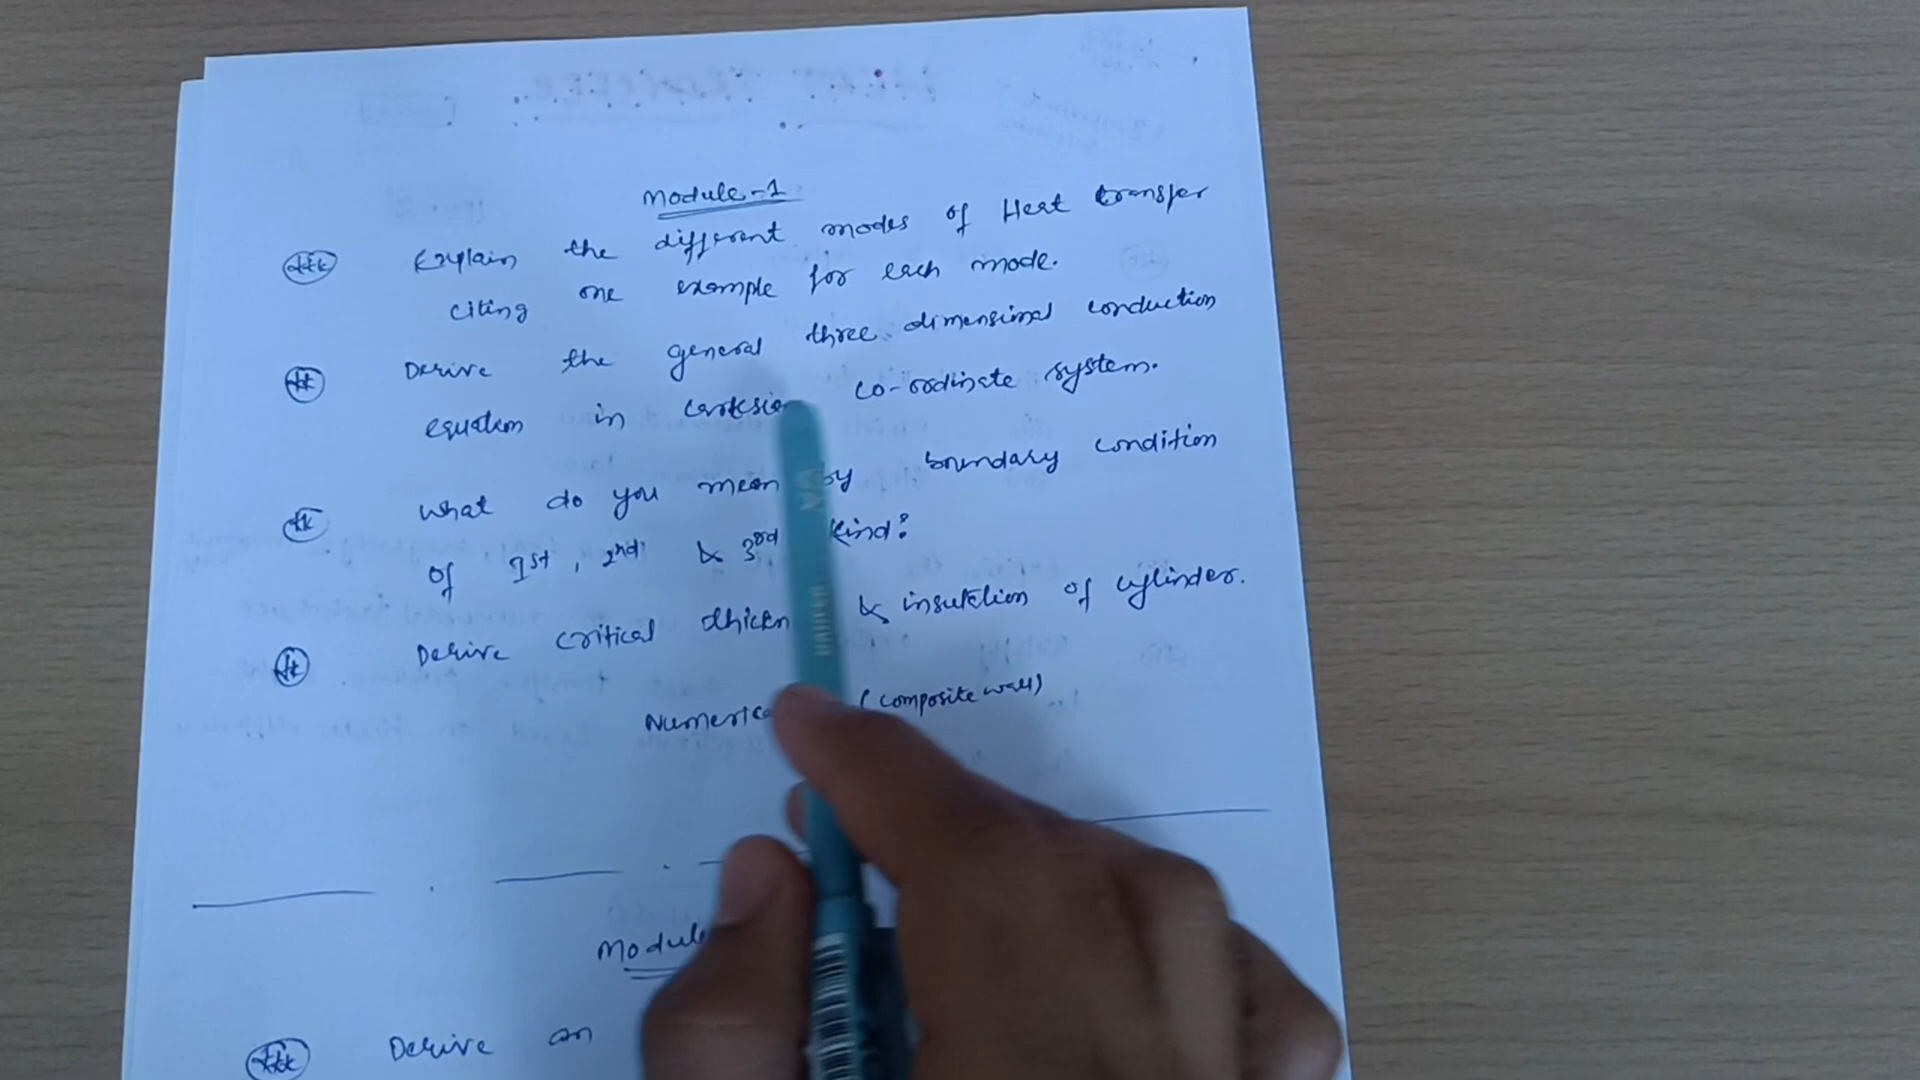 Module-1
*** Explain the different modes of Heat transfer
citing one example for each mode.
** Derive the general three dimensional conduction
equation in co-ordinate system.
** What do you mean by boundary condition
of 1st, 2nd & 3rd kind?
** Derive critical & insulation of cylinder.
(composite wall)
*** Derive an
HAUSER